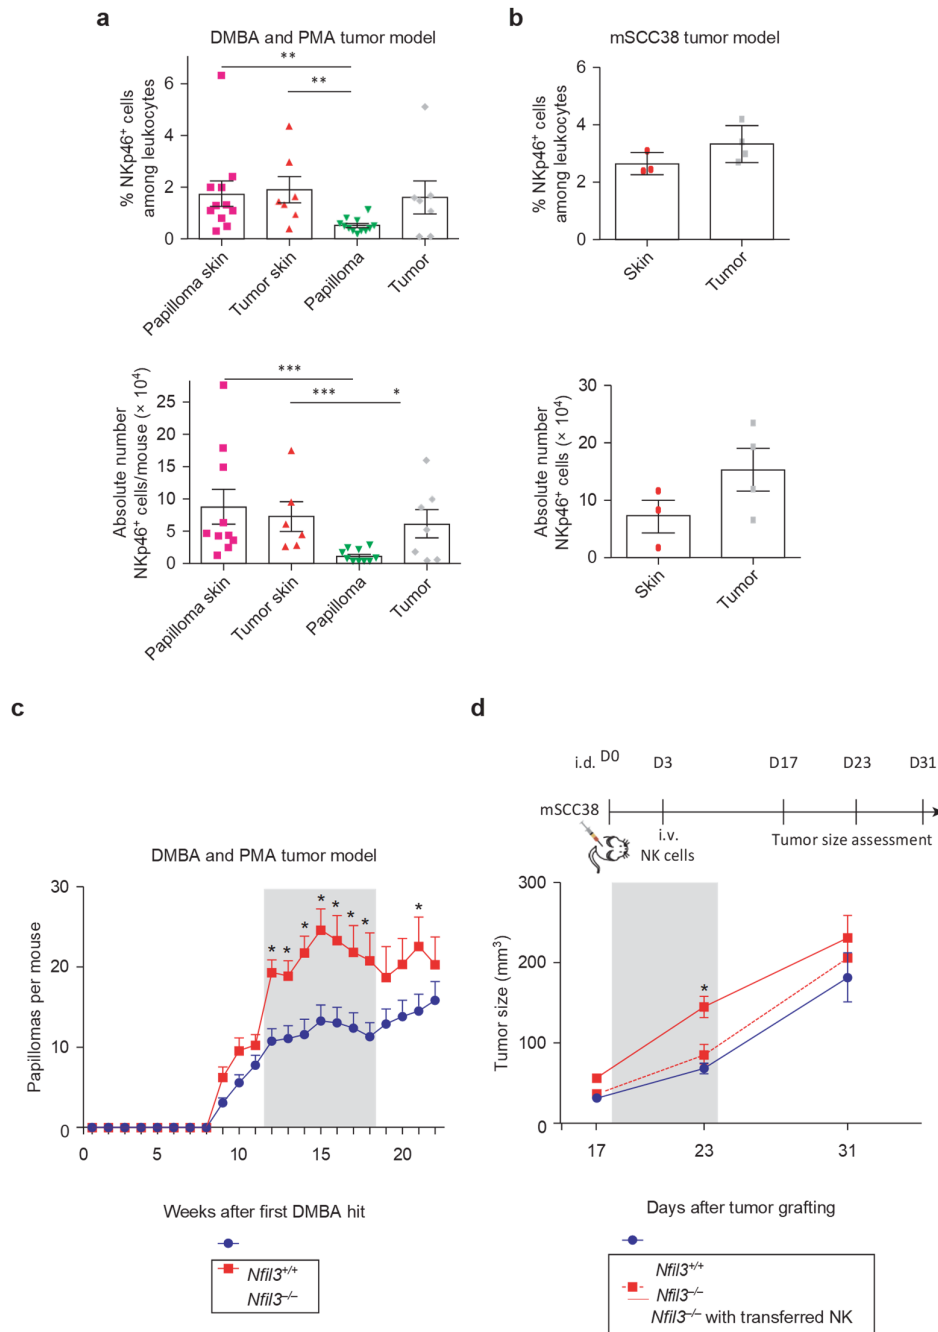 a
DMBA and PMA tumor model
**
**
% NKp46+ cells
among leukocytes
6
4
2
0
Papilloma skin
Tumor skin
Papilloma
Tumor
b
mSCC38 tumor model
% NKp46+ cells
among leukocytes
6
4
2
0
Skin
Tumor
***
***
*
Absolute number
NKp46+ cells/mouse (× 10⁴)
25
20
15
10
5
0
Papilloma skin
Tumor skin
Papilloma
Tumor
Absolute number
NKp46+ cells (× 10⁴)
30
20
10
0
Skin
Tumor
c
DMBA and PMA tumor model
Papillomas per mouse
30
20
10
0
* * * * * * * *
0 5 10 15 20
Weeks after first DMBA hit
Nfil3+/+
Nfil3–/–
d
i.d. D0 D3 D17 D23 D31
mSCC38
i.v.
NK cells
Tumor size assessment
Tumor size (mm³)
300
200
100
0
*
17 23 31
Days after tumor grafting
Nfil3+/+
Nfil3–/–
Nfil3–/– with transferred NK